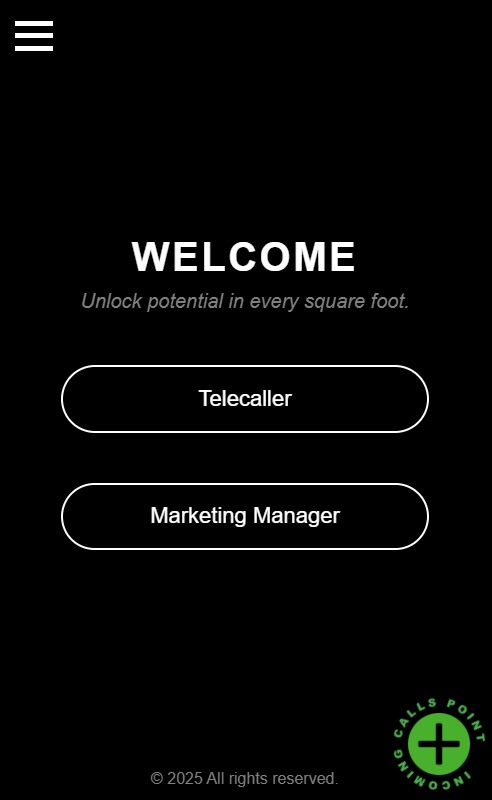 WELCOME
Unlock potential in every square foot.
Telecaller
Marketing Manager
INCOMING CALLS POINT
© 2025 All rights reserved.